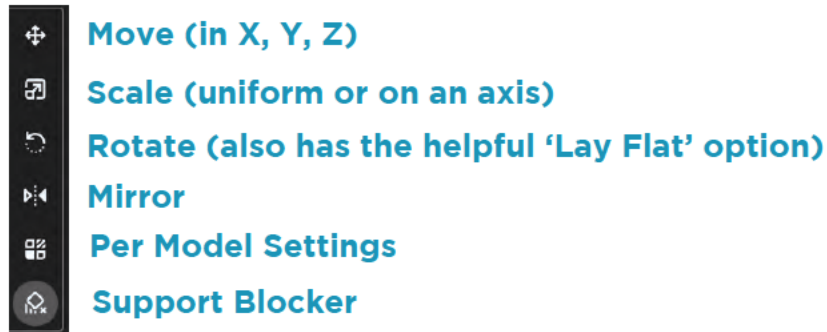 Move (in X, Y, Z)
Scale (uniform or on an axis)
Rotate (also has the helpful ‘Lay Flat’ option)
Mirror
Per Model Settings
Support Blocker